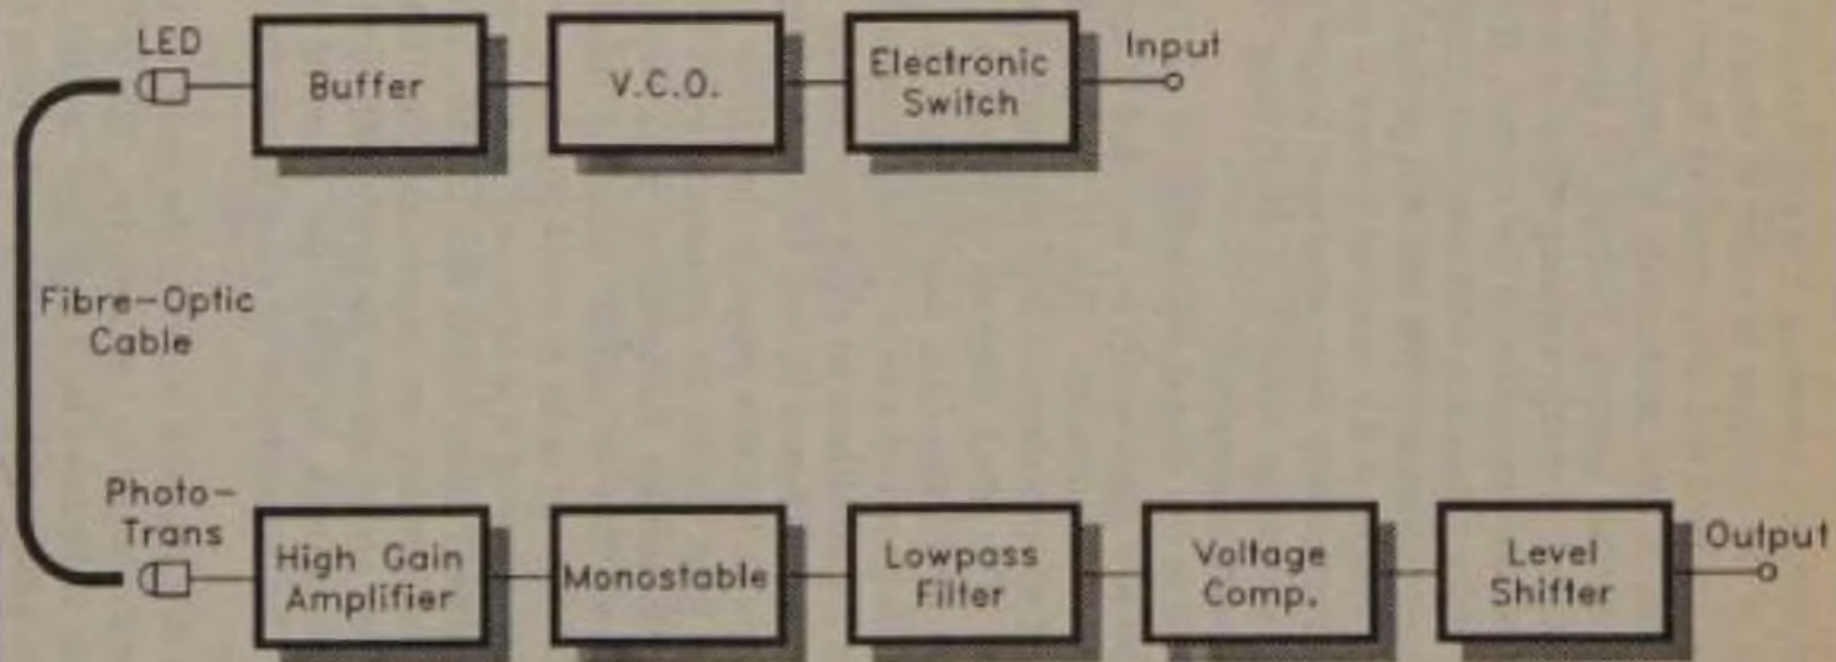 LED
Buffer
V.C.O.
Electronic
Switch
Input
Fibre-Optic
Cable
Photo-
Trans
High Gain
Amplifier
Monostable
Lowpass
Filter
Voltage
Comp.
Level
Shifter
Output